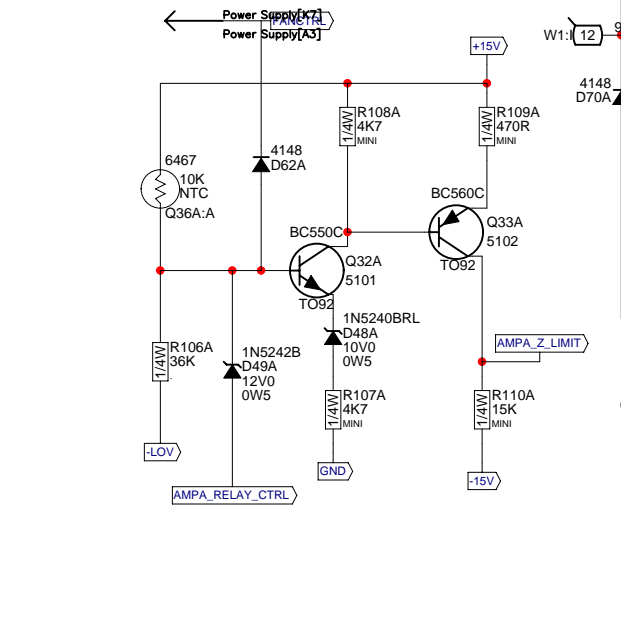 Power Supply[K7]
FANCTRL
Power Supply[A3]
W1:I
12
9
+15V
4148
D70A
R108A
4K7
MINI
1/4W
R109A
470R
MINI
1/4W
4148
D62A
6467
10K
NTC
Q36A:A
BC560C
Q33A
5102
TO92
BC550C
Q32A
5101
TO92
1N5240BRL
D48A
10V0
0W5
AMPA_Z_LIMIT
R106A
36K
1/4W
1N5242B
D49A
12V0
0W5
R107A
4K7
MINI
1/4W
R110A
15K
MINI
1/4W
-LOV
GND
-15V
AMPA_RELAY_CTRL